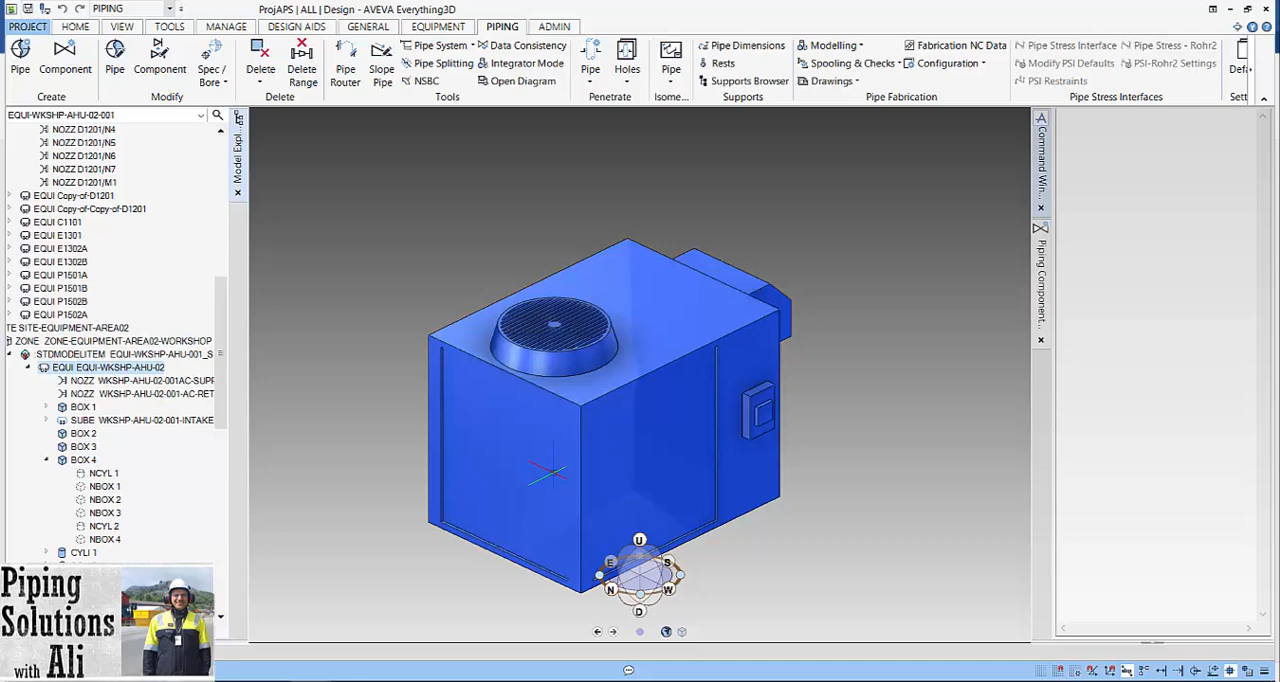 PIPING
ProjAPS | ALL | Design - AVEVA Everything3D
PROJECT HOME VIEW TOOLS MANAGE DESIGN AIDS GENERAL EQUIPMENT PIPING ADMIN
Pipe Component Pipe Component Spec / Bore Delete Delete Range Pipe Router Slope Pipe
Pipe System Data Consistency
Pipe Splitting Integrator Mode
NSBC Open Diagram
Pipe Holes Pipe
Pipe Dimensions
Rests
Supports Browser
Modelling Fabrication NC Data
Spooling & Checks Configuration
Drawings
Pipe Stress Interface Pipe Stress - Rohr2
Modify PSI Defaults PSI-Rohr2 Settings
PSI Restraints
Defa
Create Modify Delete Tools Penetrate Isome... Supports Pipe Fabrication Pipe Stress Interfaces Sett
EQUI-WKSHP-AHU-02-001
NOZZ D1201/N4
NOZZ D1201/N5
NOZZ D1201/N6
NOZZ D1201/N7
NOZZ D1201/M1
EQUI Copy-of-D1201
EQUI Copy-of-Copy-of-D1201
EQUI C1101
EQUI E1301
EQUI E1302A
EQUI E1302B
EQUI P1501A
EQUI P1501B
EQUI P1502B
EQUI P1502A
TE SITE-EQUIPMENT-AREA02
ZONE ZONE-EQUIPMENT-AREA02-WORKSHOP
STDMODELITEM EQUI-WKSHP-AHU-001_S
EQUI EQUI-WKSHP-AHU-02
NOZZ WKSHP-AHU-02-001AC-SUPF
NOZZ WKSHP-AHU-02-001-AC-RET
BOX 1
SUBE WKSHP-AHU-02-001-INTAKE
BOX 2
BOX 3
BOX 4
NCYL 1
NBOX 1
NBOX 2
NBOX 3
NCYL 2
NBOX 4
CYLI 1
Model Expl...
Command Win...
Piping Component...
U
E S
N W
D
Piping
Solutions
with Ali